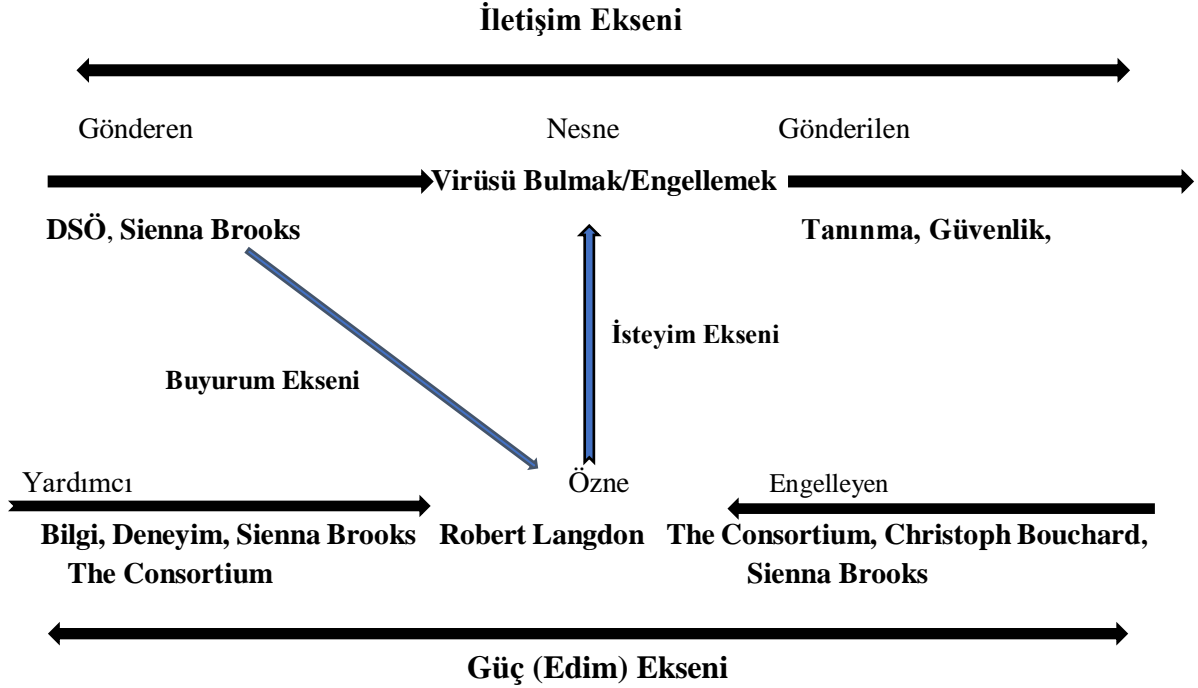 İletişim Ekseni
Gönderen Nesne Gönderilen
Virüsü Bulmak/Engellemek
DSÖ, Sienna Brooks Tanınma, Güvenlik,
İsteyim Ekseni
Buyurum Ekseni
Yardımcı Özne Engelleyen
Bilgi, Deneyim, Sienna Brooks Robert Langdon The Consortium, Christoph Bouchard,
The Consortium Sienna Brooks
Güç (Edim) Ekseni